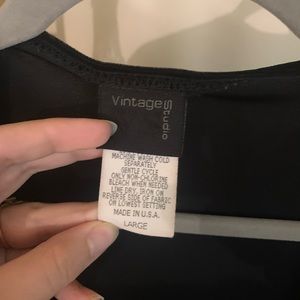 Vintage
Studio
MACHINE WASH COLD
SEPARATELY
GENTLE CYCLE
ONLY NON-CHLORINE
BLEACH WHEN NEEDED
LINE DRY. IRON ON
REVERSE SIDE OF FABRIC
ON LOWEST SETTING
MADE IN U.S.A.
LARGE